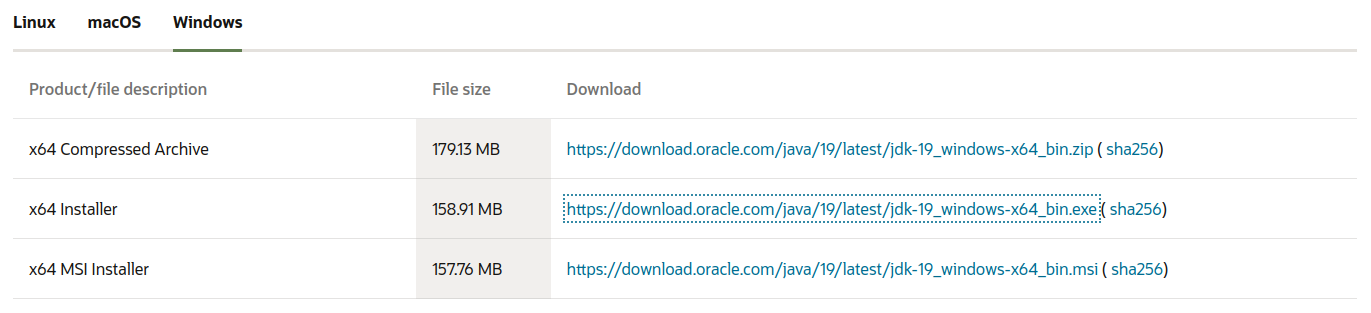 Linux macOS Windows
Product/file description File size Download
x64 Compressed Archive 179.13 MB https://download.oracle.com/java/19/latest/jdk-19_windows-x64_bin.zip ( sha256)
x64 Installer 158.91 MB https://download.oracle.com/java/19/latest/jdk-19_windows-x64_bin.exe( sha256)
x64 MSI Installer 157.76 MB https://download.oracle.com/java/19/latest/jdk-19_windows-x64_bin.msi ( sha256)